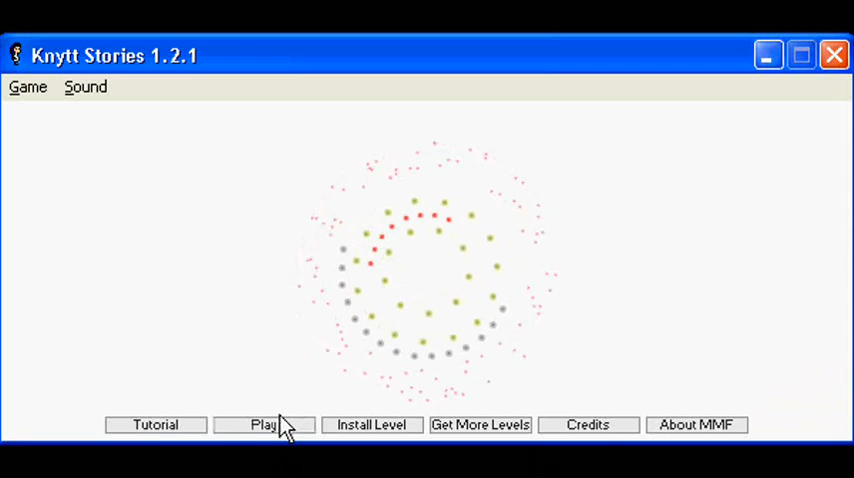 Knytt Stories 1.2.1
Game Sound
Tutorial Play Install Level Get More Levels Credits About MMF